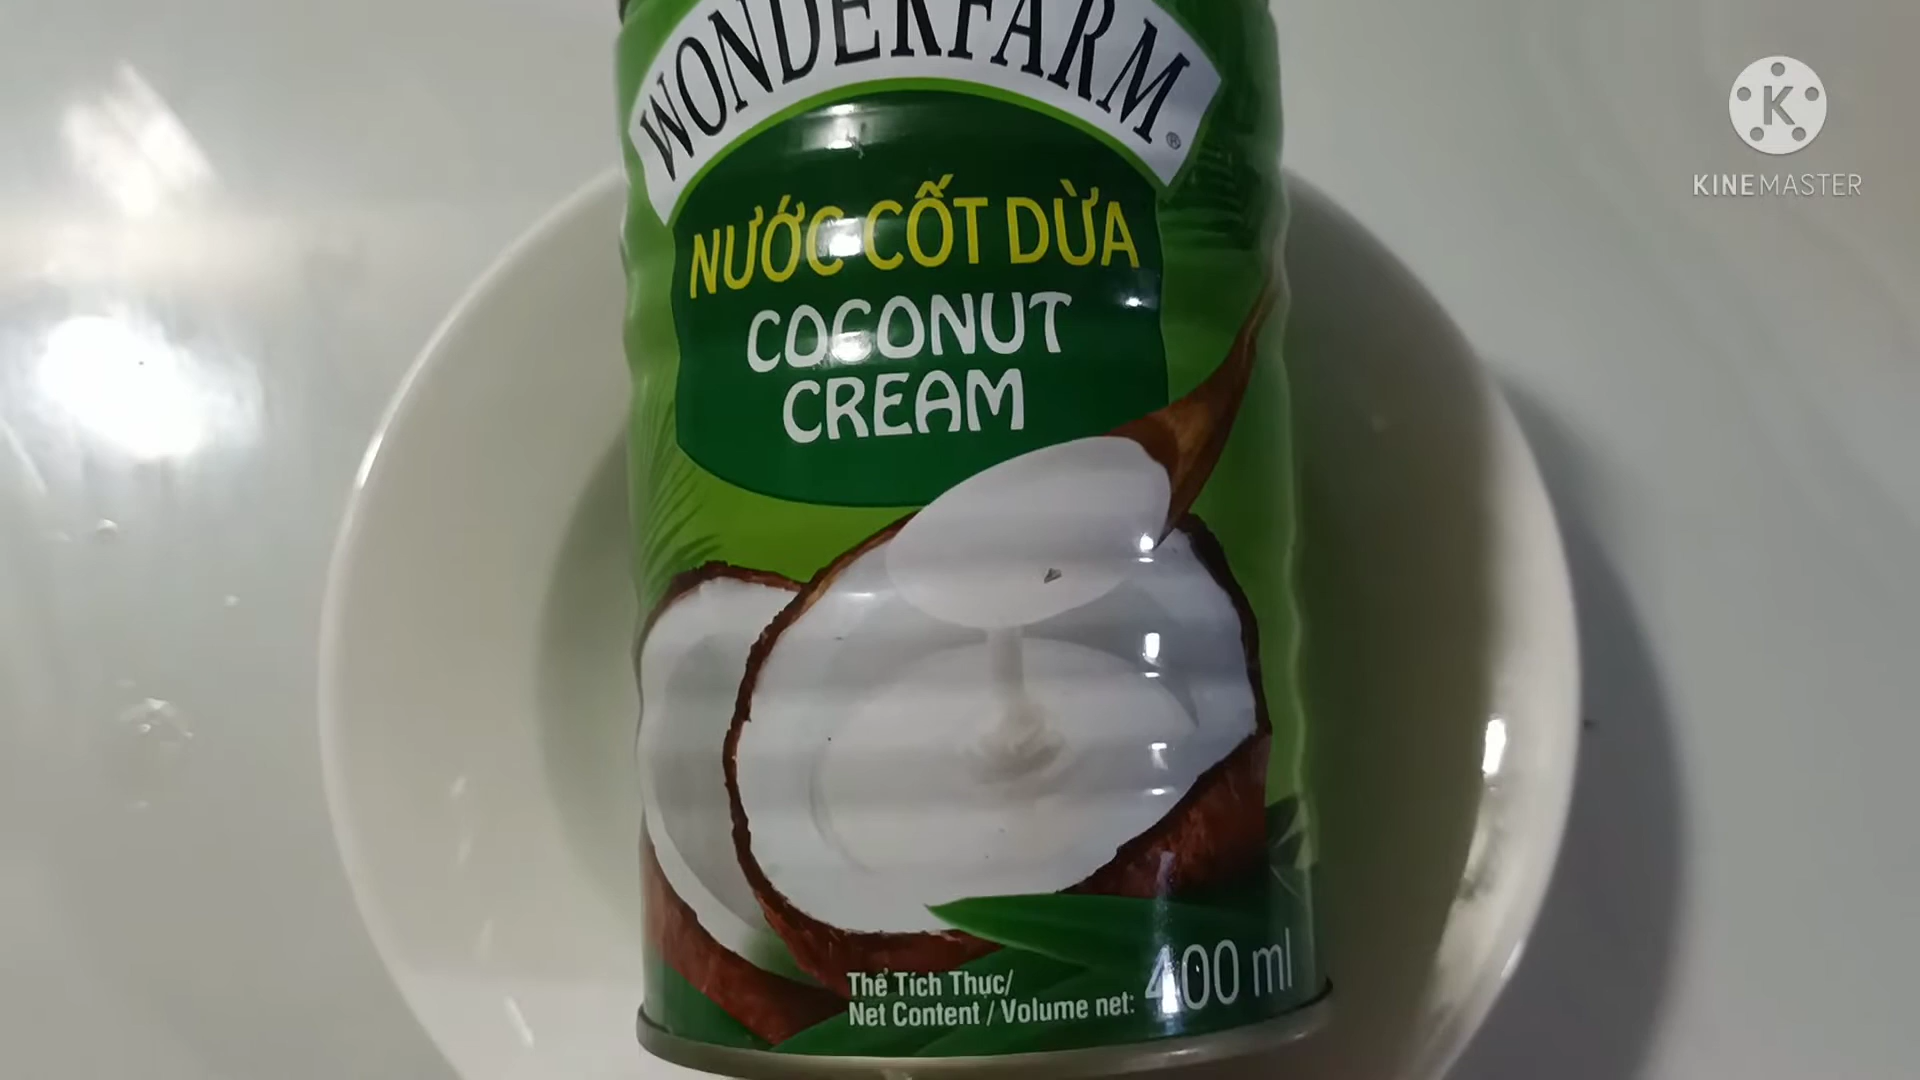 WONDERFARM®
NƯỚC CỐT DỪA
COCONUT
CREAM
Thể Tích Thực/
Net Content / Volume net: 400 ml
K
KINEMASTER